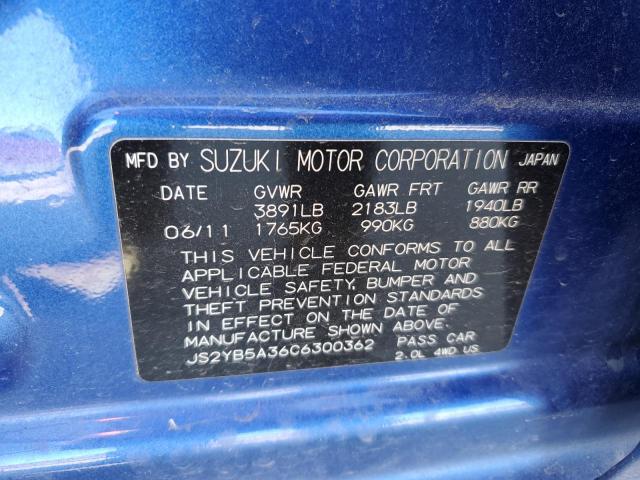 MFD BY SUZUKI MOTOR CORPORATION JAPAN
DATE GVWR GAWR FRT GAWR RR
3891LB 2183LB 1940LB
06/11 1765KG 990KG 880KG
THIS VEHICLE CONFORMS TO ALL
APPLICABLE FEDERAL MOTOR
VEHICLE SAFETY, BUMPER AND
THEFT PREVENTION STANDARDS
IN EFFECT ON THE DATE OF
MANUFACTURE SHOWN ABOVE.
JS2YB5A36C6300362 PASS CAR
2.0L 4WD US